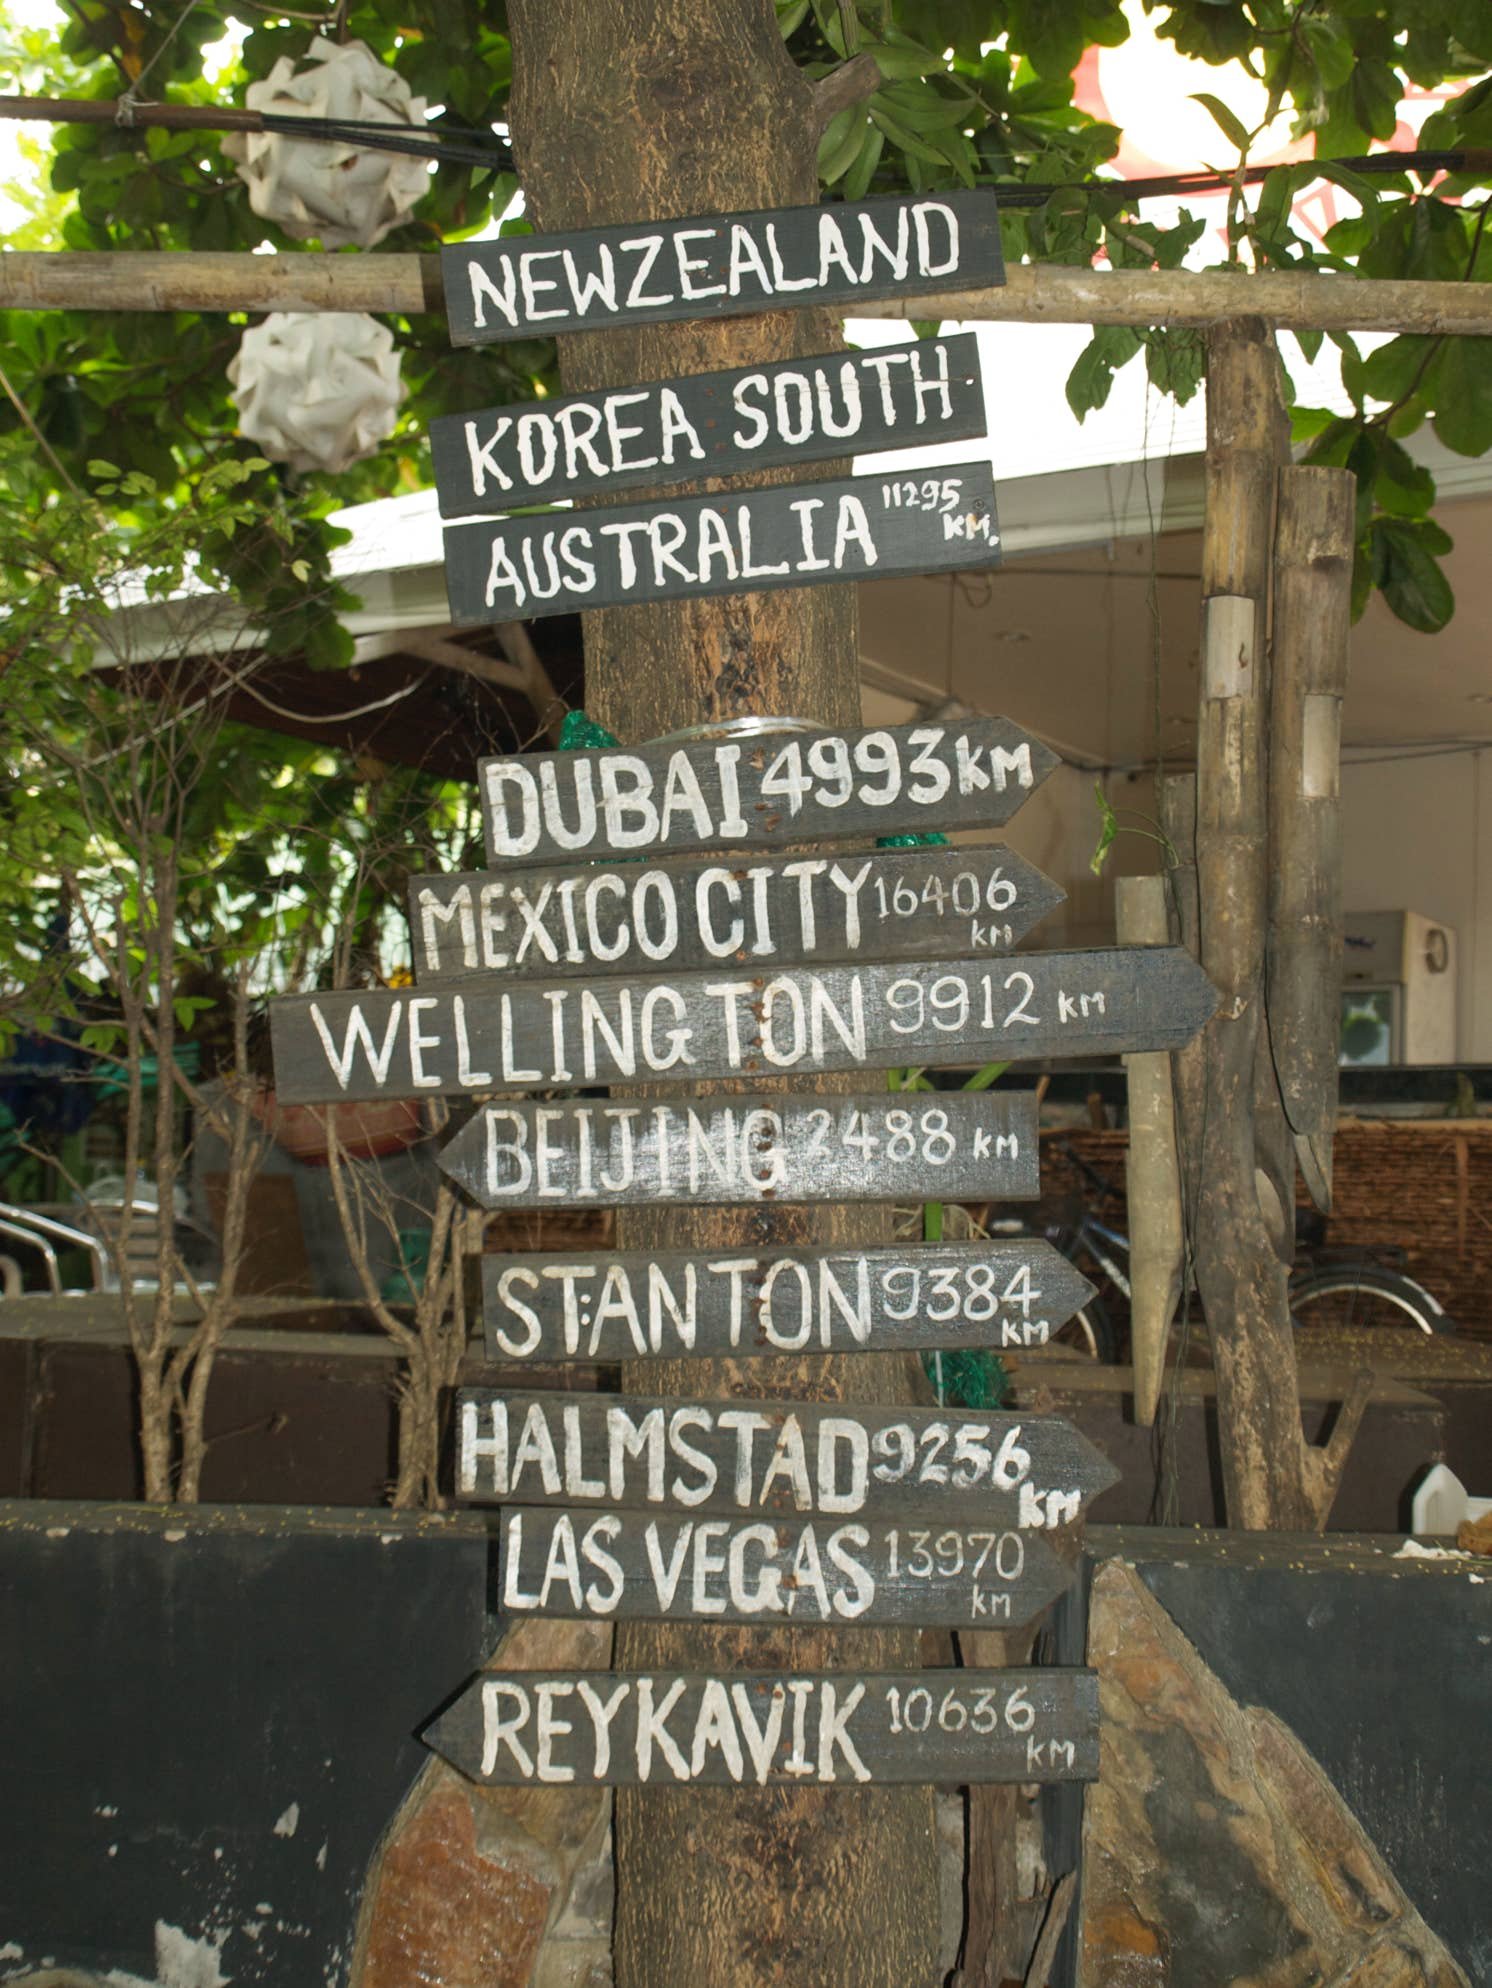 NEWZEALAND
KOREA SOUTH
AUSTRALIA 11295
KM.
DUBAI 4993 KM
MEXICO CITY 16406
KM
WELLINGTON 9912 KM
BEIJING 2488 KM
STANTON 9384
KM
HALMSTAD 9256
KM
LAS VEGAS 13970
KM
REYKAVIK 10636
KM